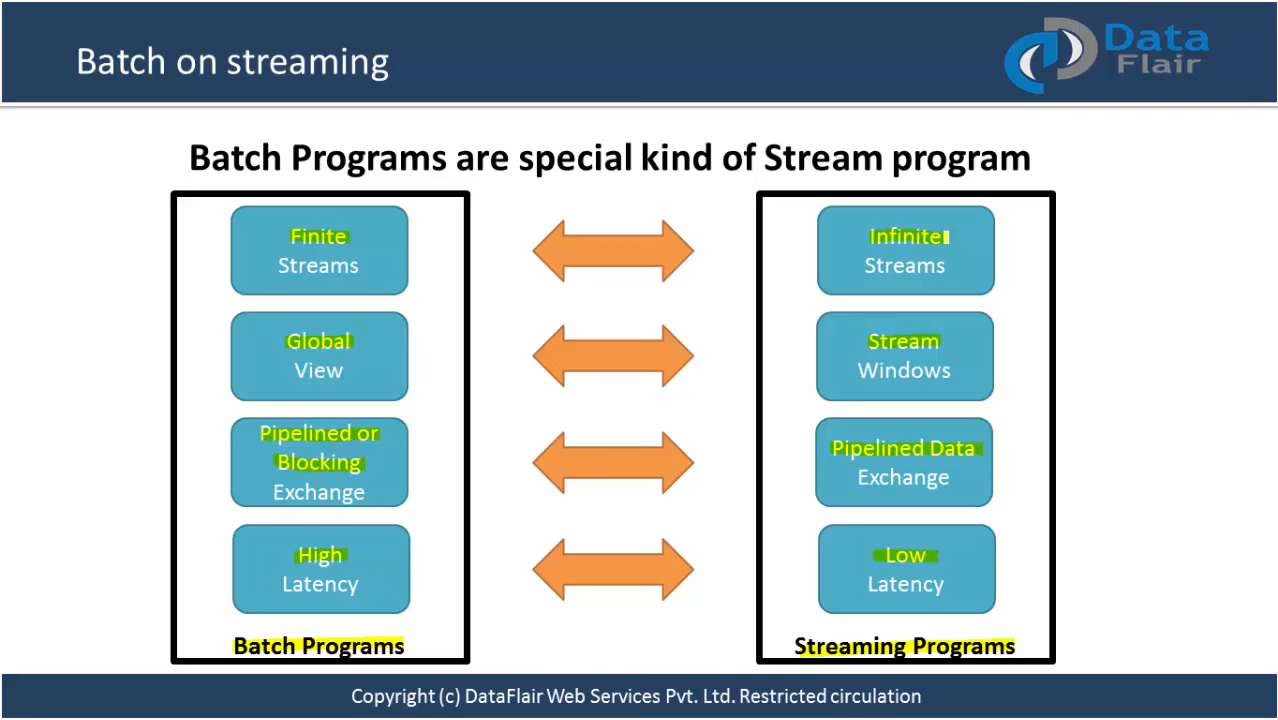 Batch on streaming
Data
Flair
Batch Programs are special kind of Stream program
Finite
Streams
Infinite
Streams
Global
View
Stream
Windows
Pipelined or
Blocking
Exchange
Pipelined Data
Exchange
High
Latency
Low
Latency
Batch Programs
Streaming Programs
Copyright (c) DataFlair Web Services Pvt. Ltd. Restricted circulation